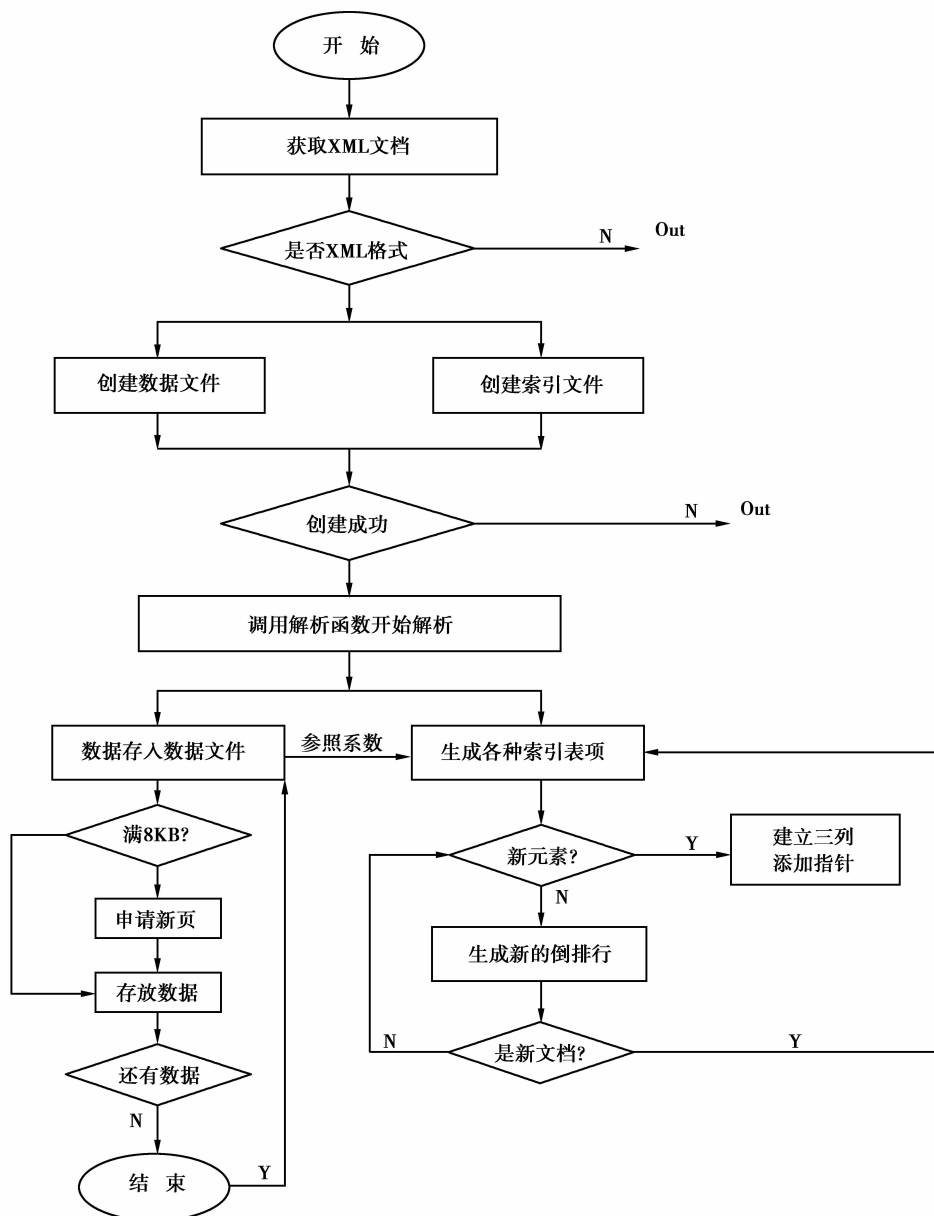 开 始
获取XML文档
是否XML格式
N
Out
创建数据文件
创建索引文件
创建成功
N
Out
调用解析函数开始解析
数据存入数据文件
参照系数
生成各种索引表项
满8KB?
新元素?
Y
建立三列
添加指针
N
申请新页
生成新的倒排行
存放数据
还有数据
N
是新文档?
Y
N
结 束
Y